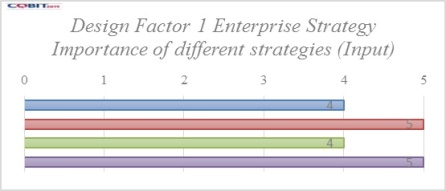 COBIT
Design Factor 1 Enterprise Strategy
Importance of different strategies (Input)
0 1 2 3 4 5
4
5
4
5